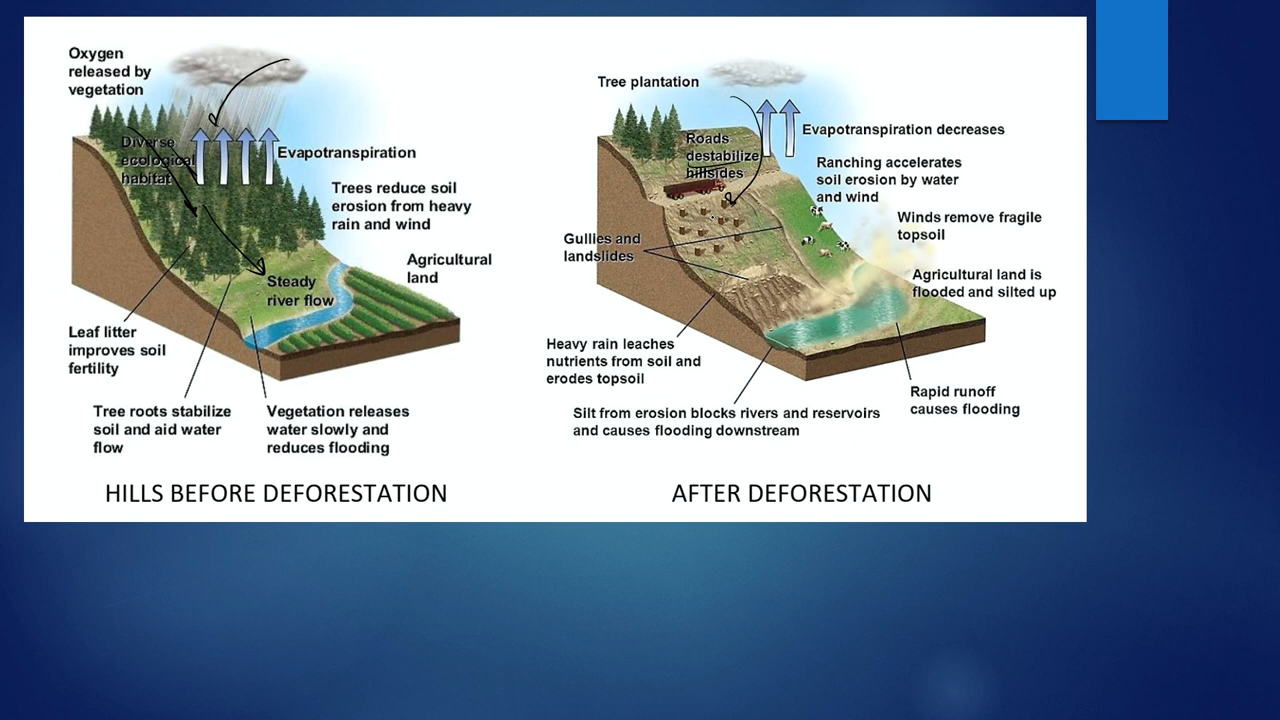 Oxygen
released by
vegetation
Diverse
ecological
habitat
Evapotranspiration
Trees reduce soil
erosion from heavy
rain and wind
Agricultural
land
Steady
river flow
Leaf litter
improves soil
fertility
Tree roots stabilize
soil and aid water
flow
Vegetation releases
water slowly and
reduces flooding
HILLS BEFORE DEFORESTATION
Tree plantation
Roads
destabilize
hillsides
Evapotranspiration decreases
Ranching accelerates
soil erosion by water
and wind
Winds remove fragile
topsoil
Gullies and
landslides
Agricultural land is
flooded and silted up
Heavy rain leaches
nutrients from soil and
erodes topsoil
Rapid runoff
causes flooding
Silt from erosion blocks rivers and reservoirs
and causes flooding downstream
AFTER DEFORESTATION